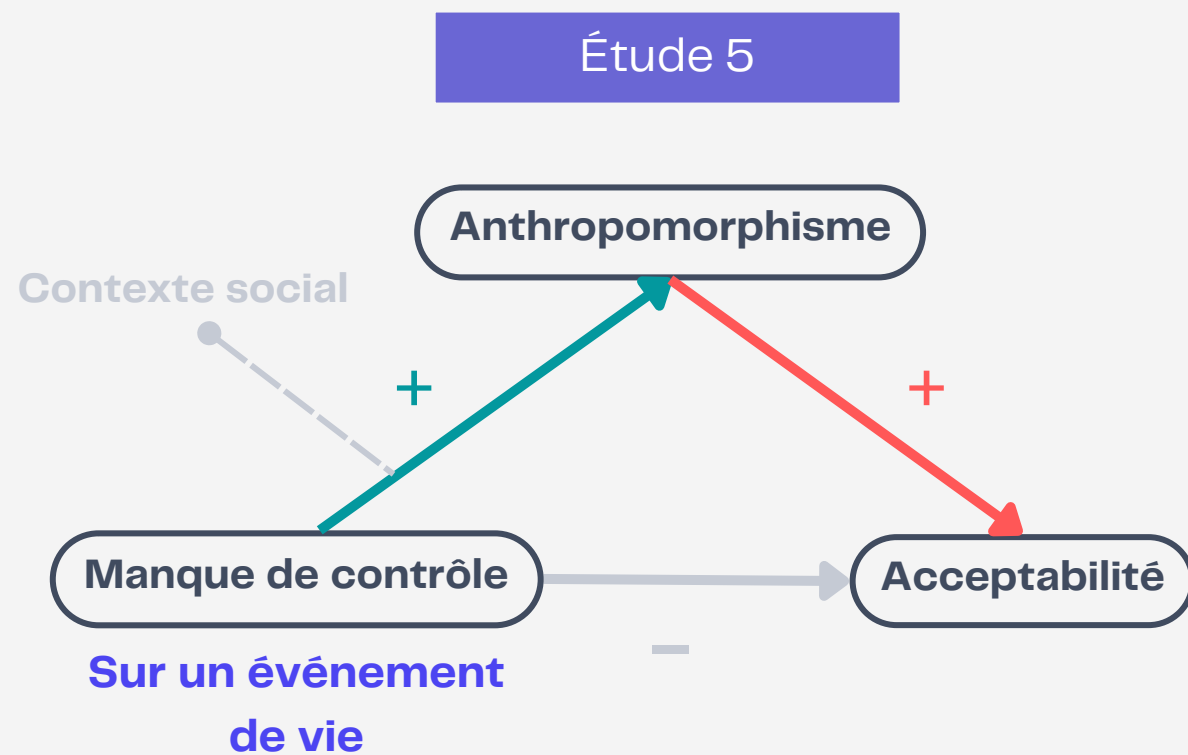 Étude 5
Anthropomorphisme
Contexte social
+
+
Manque de contrôle
Acceptabilité
−
Sur un événement
de vie